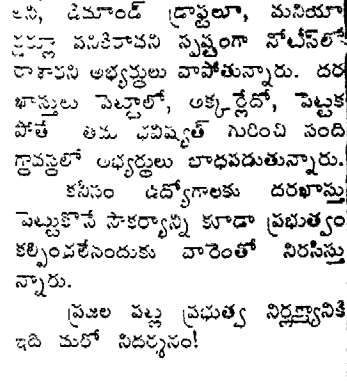 లని, డిమాండ్ డ్రాఫ్టులూ, మనియా
ర్డర్లూ పనికిరావని స్పష్టంగా నోటీస్‌లో
రాశారని అభ్యర్థులు వాపోతున్నారు. దర
ఖాస్తులు పెట్టాలో, అక్కర్లేదో, పెట్టక
పోతే తమ భవిష్యత్ గురించి సంది
గ్ధావస్థలో అభ్యర్థులు బాధపడుతున్నారు.
కనీసం ఉద్యోగాలకు దరఖాస్తు
పెట్టుకొనే సౌకర్యాన్ని కూడా ప్రభుత్వం
కల్పించలేనందుకు వారెంతో నిరసిస్తు
న్నారు.
ప్రజల పట్ల ప్రభుత్వ నిర్లక్ష్యానికి
ఇది మరో నిదర్శనం!